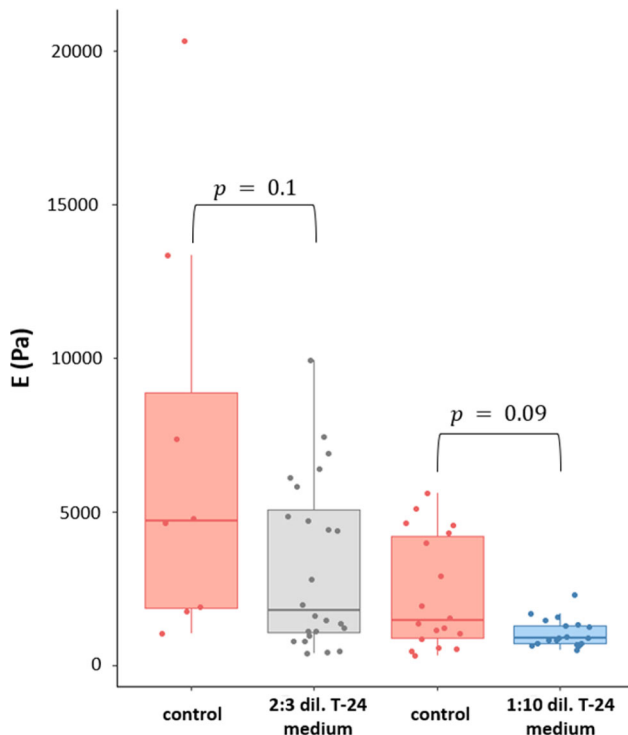 20000
15000
10000
5000
0
E (Pa)
p = 0.1
p = 0.09
control
2:3 dil. T-24
medium
control
1:10 dil. T-24
medium